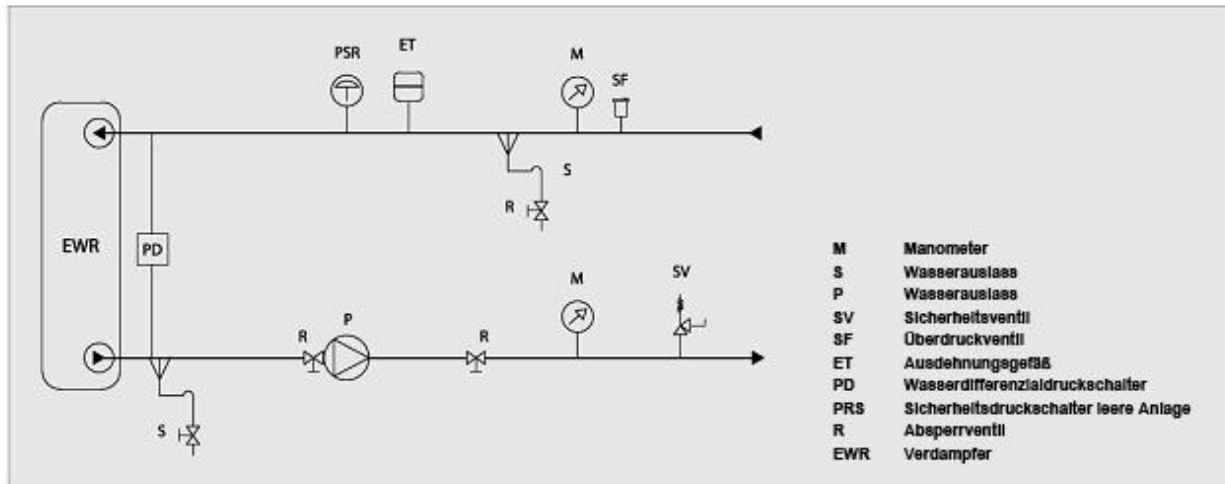 PSR
ET
M
SF
S
R
EWR
PD
M
SV
R
P
R
S
M Manometer
S Wasserauslass
P Wasserauslass
SV Sicherheitsventil
SF Überdruckventil
ET Ausdehnungsgefäß
PD Wasserdifferenzialdruckschalter
PRS Sicherheitsdruckschalter leere Anlage
R Absperrventil
EWR Verdampfer